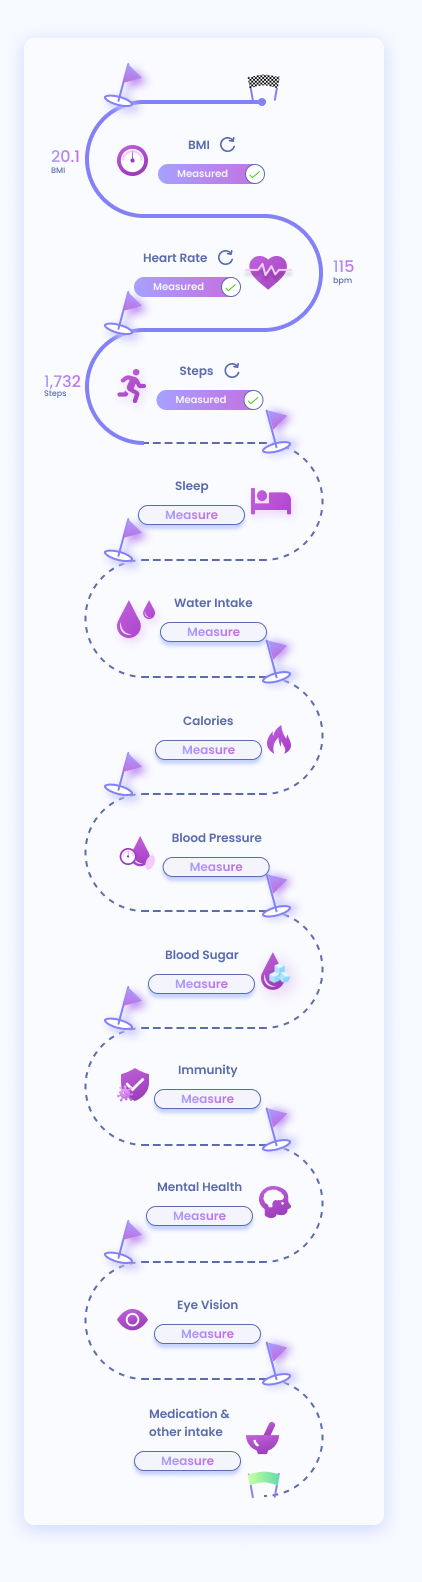 BMI
20.1
BMI
Measured
Heart Rate
115
bpm
Measured
Steps
1,732
Steps
Measured
Sleep
Measure
Water Intake
Measure
Calories
Measure
Blood Pressure
Measure
Blood Sugar
Measure
Immunity
Measure
Mental Health
Measure
Eye Vision
Measure
Medication &
other intake
Measure